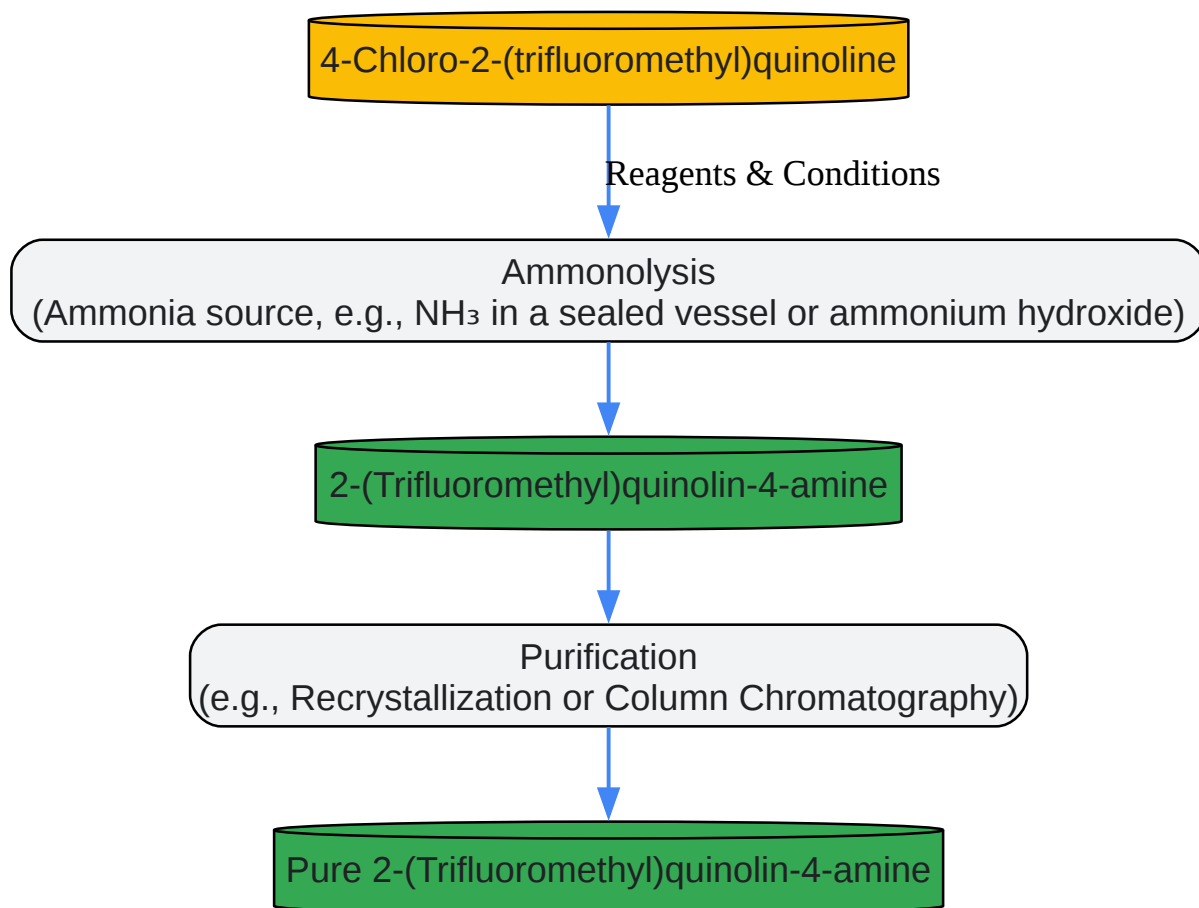 4-Chloro-2-(trifluoromethyl)quinoline
Reagents & Conditions
Ammonolysis
(Ammonia source, e.g., NH₃ in a sealed vessel or ammonium hydroxide)
2-(Trifluoromethyl)quinolin-4-amine
Purification
(e.g., Recrystallization or Column Chromatography)
Pure 2-(Trifluoromethyl)quinolin-4-amine